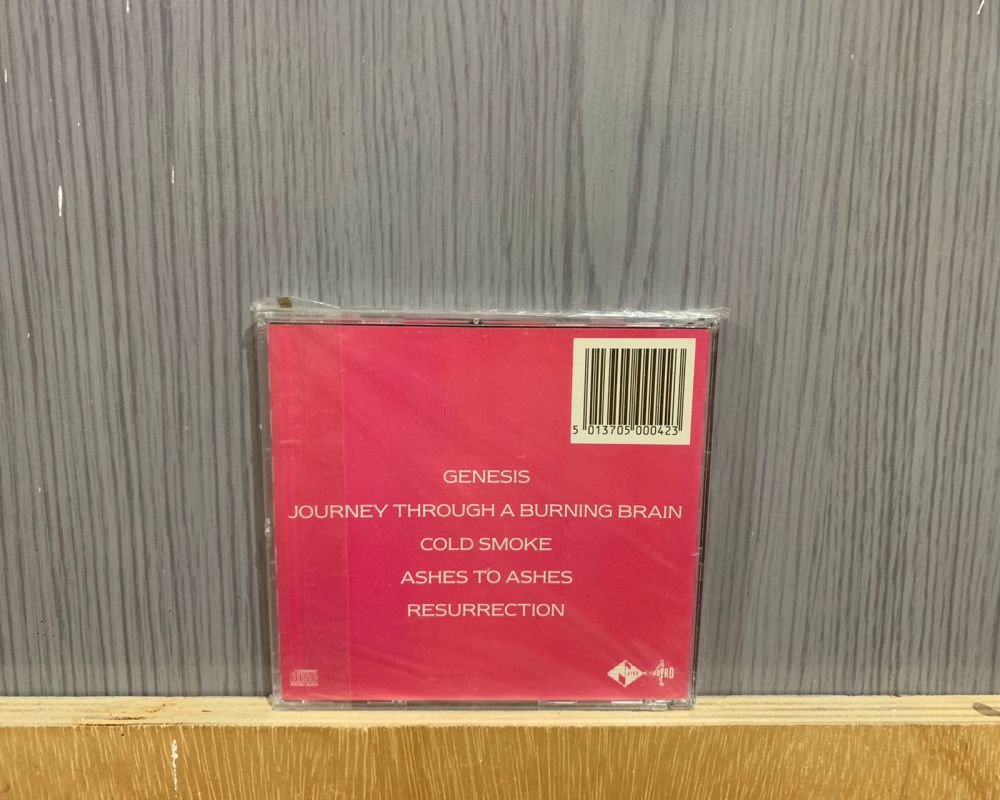 5 013705 000423
GENESIS
JOURNEY THROUGH A BURNING BRAIN
COLD SMOKE
ASHES TO ASHES
RESURRECTION